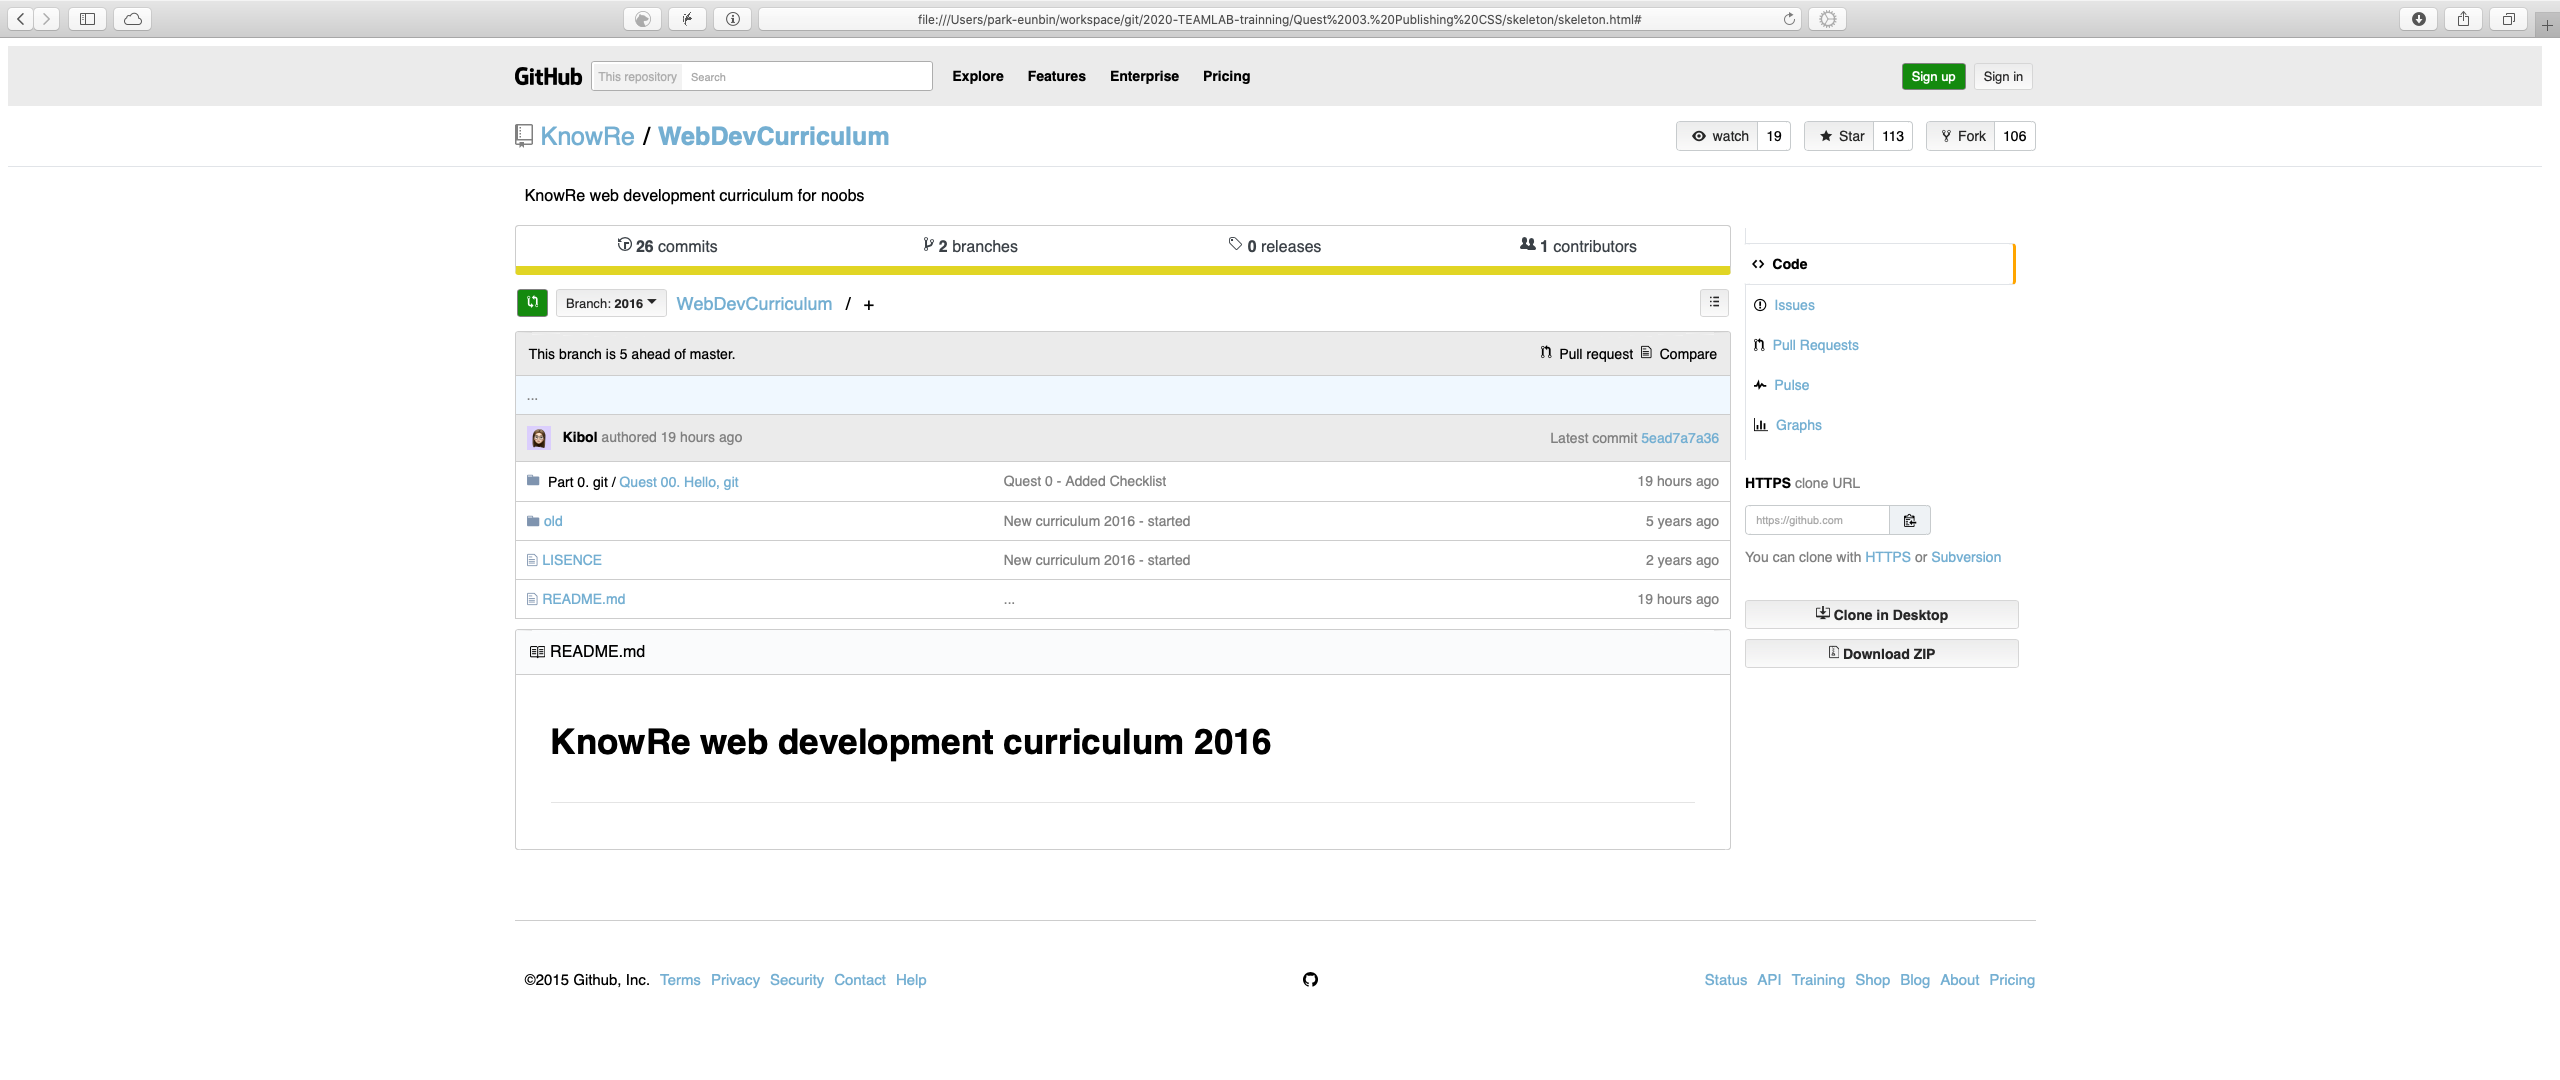 file:///Users/park-eunbin/workspace/git/2020-TEAMLAB-trainning/Quest%2003.%20Publishing%20CSS/skeleton/skeleton.html#
GitHub This repository Search Explore Features Enterprise Pricing Sign up Sign in
KnowRe / WebDevCurriculum watch 19 Star 113 Fork 106
KnowRe web development curriculum for noobs
26 commits 2 branches 0 releases 1 contributors
Code
Branch: 2016 WebDevCurriculum / +
Issues
This branch is 5 ahead of master. Pull request Compare
Pull Requests
...
Pulse
Kibol authored 19 hours ago Latest commit 5ead7a7a36
Graphs
Part 0. git / Quest 00. Hello, git Quest 0 - Added Checklist 19 hours ago
HTTPS clone URL
old New curriculum 2016 - started 5 years ago
https://github.com
LISENCE New curriculum 2016 - started 2 years ago
You can clone with HTTPS or Subversion
README.md ... 19 hours ago
Clone in Desktop
README.md
Download ZIP
KnowRe web development curriculum 2016
©2015 Github, Inc. Terms Privacy Security Contact Help Status API Training Shop Blog About Pricing